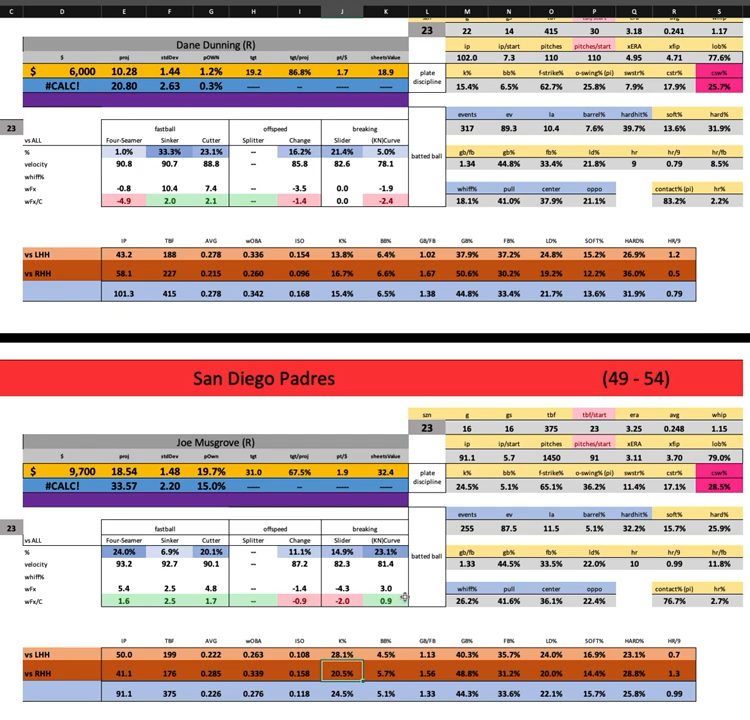 C D E F G H I J K L M N O P Q R S
23 22 14 415 30 3.18 0.241 1.17
Dane Dunning (R) ip ip/start pitches pitches/start xERA xfip lob%
$ proj stdDev pOWN tgt tgt/proj pt/$ sheetsValue 102.0 7.3 110 110 4.95 4.71 77.6%
$ 6,000 10.28 1.44 1.2% 19.2 86.8% 1.7 18.9 plate discipline k% bb% f-strike% o-swing% (pi) swstr% cstr% csw%
#CALC! 20.80 2.63 0.3% ---- -- ---- ---- 15.4% 6.5% 62.7% 25.8% 7.9% 17.9% 25.7%
events ev la barrel% hardhit% soft% hard%
23 fastball offspeed breaking 317 89.3 10.4 7.6% 39.7% 13.6% 31.9%
vs ALL Four-Seamer Sinker Cutter Splitter Change Slider (KN)Curve
% 1.0% 33.3% 23.1% -- 16.2% 21.4% 5.0% batted ball gb/fb gb% fb% ld% hr hr/9 hr/fb
velocity 90.8 90.7 88.8 85.8 82.6 78.1 1.34 44.8% 33.4% 21.8% 9 0.79 8.5%
whiff%
wFx -0.8 10.4 7.4 -3.5 0.0 -1.9 whiff% pull center oppo contact% (pi) hr%
wFx/C -4.9 2.0 2.1 -- -1.4 0.0 -2.4 18.1% 41.0% 37.9% 21.1% 83.2% 2.2%
IP TBF AVG wOBA ISO K% BB% GB/FB GB% FB% LD% SOFT% HARD% HR/9
vs LHH 43.2 188 0.278 0.336 0.154 13.8% 6.4% 1.02 37.9% 37.2% 24.8% 15.2% 26.9% 1.2
vs RHH 58.1 227 0.215 0.260 0.096 16.7% 6.6% 1.67 50.6% 30.2% 19.2% 12.2% 36.0% 0.5
101.3 415 0.278 0.342 0.168 15.4% 6.5% 1.38 44.8% 33.4% 21.7% 13.6% 31.9% 0.79
San Diego Padres (49 - 54)
szn g gs tbf tbf/start era avg whip
23 16 16 375 23 3.25 0.248 1.15
Joe Musgrove (R) ip ip/start pitches pitches/start xERA xfip lob%
$ proj stdDev pOwn tgt tgt/proj pt/$ sheetsValue 91.1 5.7 1450 91 3.11 3.70 79.0%
$ 9,700 18.54 1.48 19.7% 31.0 67.5% 1.9 32.4 plate discipline k% bb% f-strike% o-swing% (pi) swstr% cstr% csw%
#CALC! 33.57 2.20 15.0% ---- -- ---- ---- 24.5% 5.1% 65.1% 36.2% 11.4% 17.1% 28.5%
events ev la barrel% hardhit% soft% hard%
23 fastball offspeed breaking 255 87.5 11.5 5.1% 32.2% 15.7% 25.9%
vs ALL Four-Seamer Sinker Cutter Splitter Change Slider (KN)Curve
% 24.0% 6.9% 20.1% -- 11.1% 14.9% 23.1% batted ball gb/fb gb% fb% ld% hr hr/9 hr/fb
velocity 93.2 92.7 90.1 87.2 82.3 81.4 1.33 44.5% 33.5% 22.0% 10 0.99 11.8%
whiff%
wFx 5.4 2.5 4.8 -1.4 -4.3 3.0 whiff% pull center oppo contact% (pi) hr%
wFx/C 1.6 2.5 1.7 -- -0.9 -2.0 0.9 26.2% 41.6% 36.1% 22.4% 76.7% 2.7%
IP TBF AVG wOBA ISO K% BB% GB/FB GB% FB% LD% SOFT% HARD% HR/9
vs LHH 50.0 199 0.222 0.263 0.108 28.1% 4.5% 1.13 40.3% 35.7% 24.0% 16.9% 23.1% 0.7
vs RHH 41.1 176 0.285 0.339 0.158 20.5% 5.7% 1.56 48.8% 31.2% 20.0% 14.4% 28.8% 1.3
91.1 375 0.226 0.276 0.118 24.5% 5.1% 1.33 44.3% 33.6% 22.1% 15.7% 25.8% 0.99